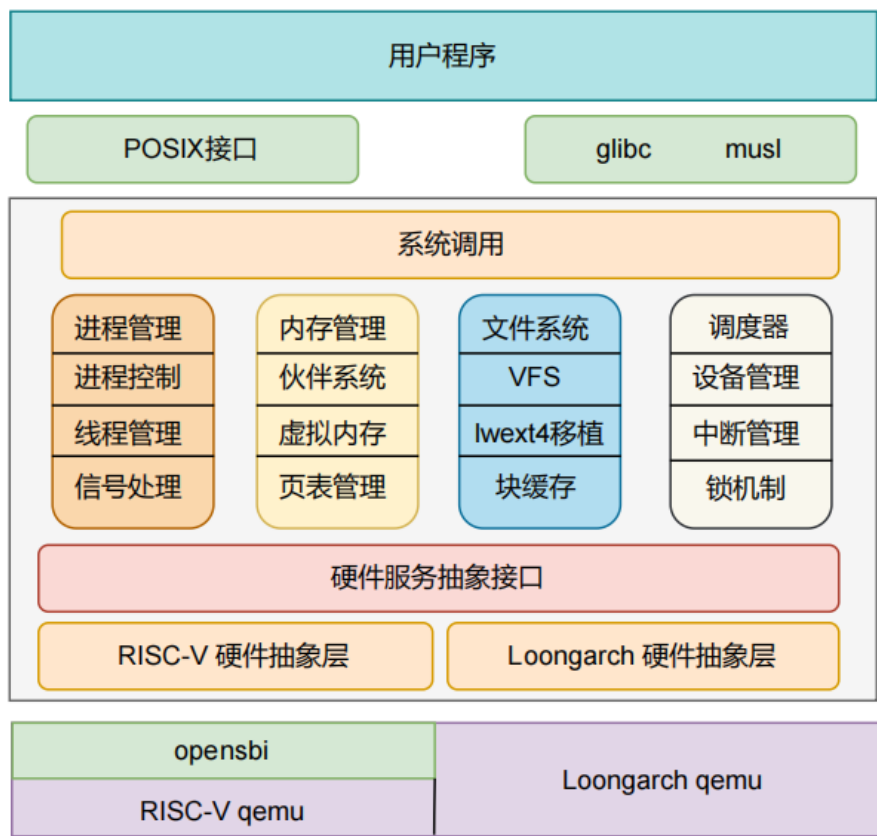 用户程序
POSIX接口
glibc musl
系统调用
进程管理 内存管理 文件系统 调度器
进程控制 伙伴系统 VFS 设备管理
线程管理 虚拟内存 lwext4移植 中断管理
信号处理 页表管理 块缓存 锁机制
硬件服务抽象接口
RISC-V 硬件抽象层
Loongarch 硬件抽象层
opensbi
Loongarch qemu
RISC-V qemu